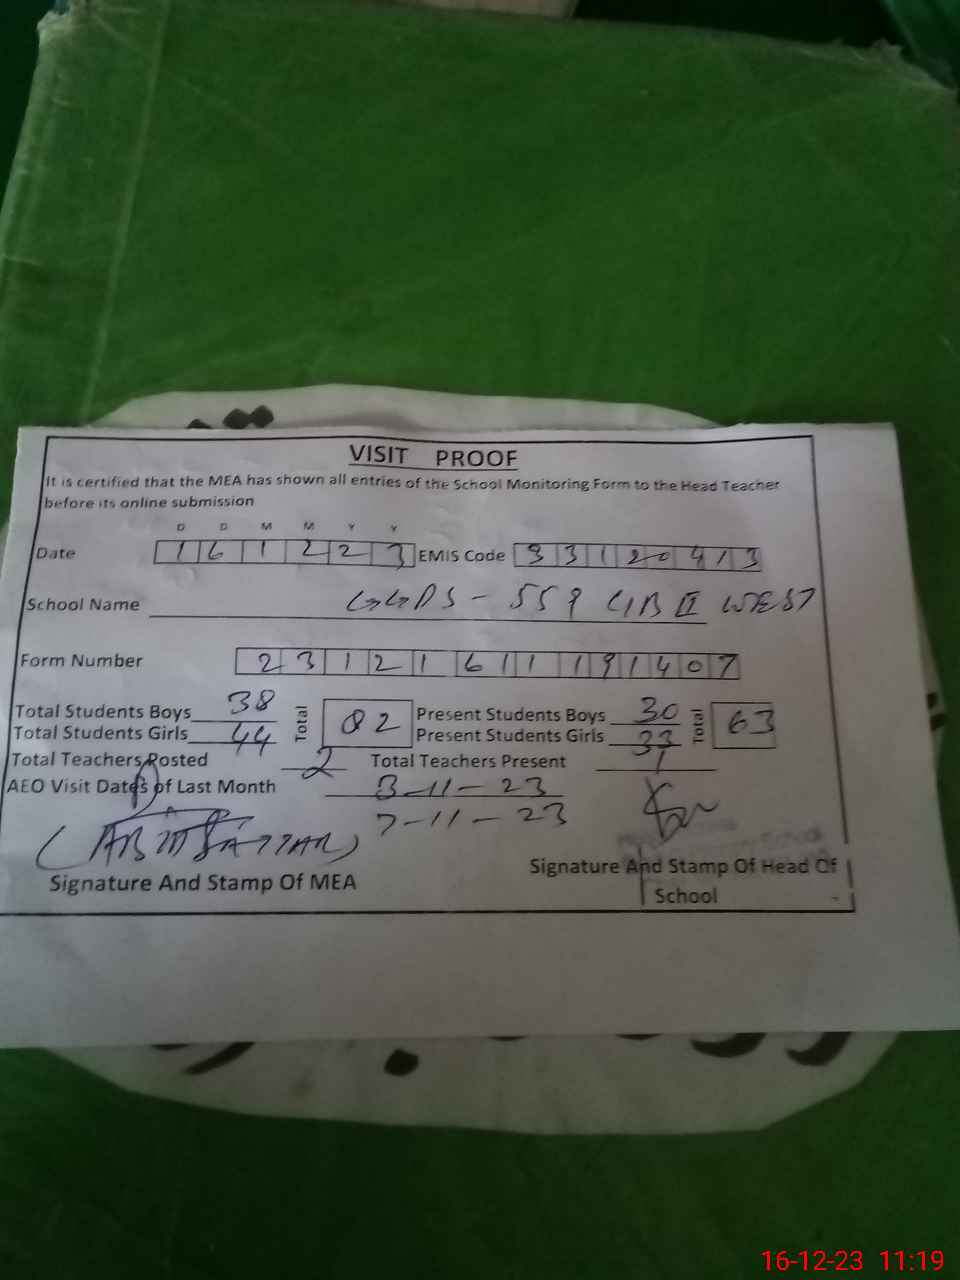 VISIT PROOF
It is certified that the MEA has shown all entries of the School Monitoring Form to the Head Teacher
before its online submission
D D M M Y Y
Date 1 6 1 2 2 3 EMIS Code 3 3 1 2 0 4 1 3
School Name GGPS - 559 G/B II WEST
Form Number 2 3 1 2 1 6 1 1 1 9 1 4 0 7
Total Students Boys 38 Total 82 Present Students Boys 30 Total 63
Total Students Girls 44 Present Students Girls 33
Total Teachers Posted 2 Total Teachers Present 1
AEO Visit Dates of Last Month 3-11-23
7-11-23
Signature And Stamp Of MEA Signature And Stamp Of Head Of
School
16-12-23 11:19